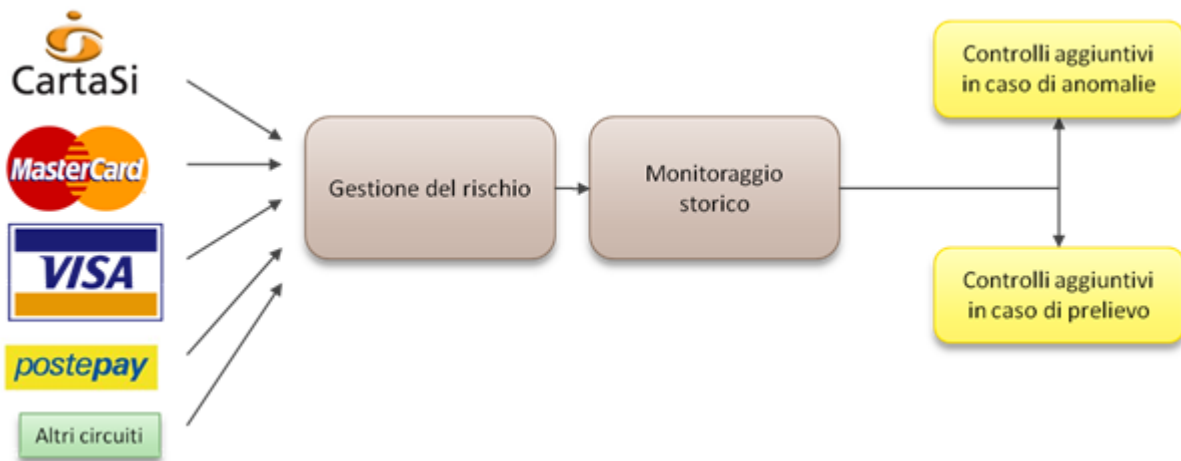 CartaSi
MasterCard
VISA
postepay
Altri circuiti
Gestione del rischio
Monitoraggio
storico
Controlli aggiuntivi
in caso di anomalie
Controlli aggiuntivi
in caso di prelievo